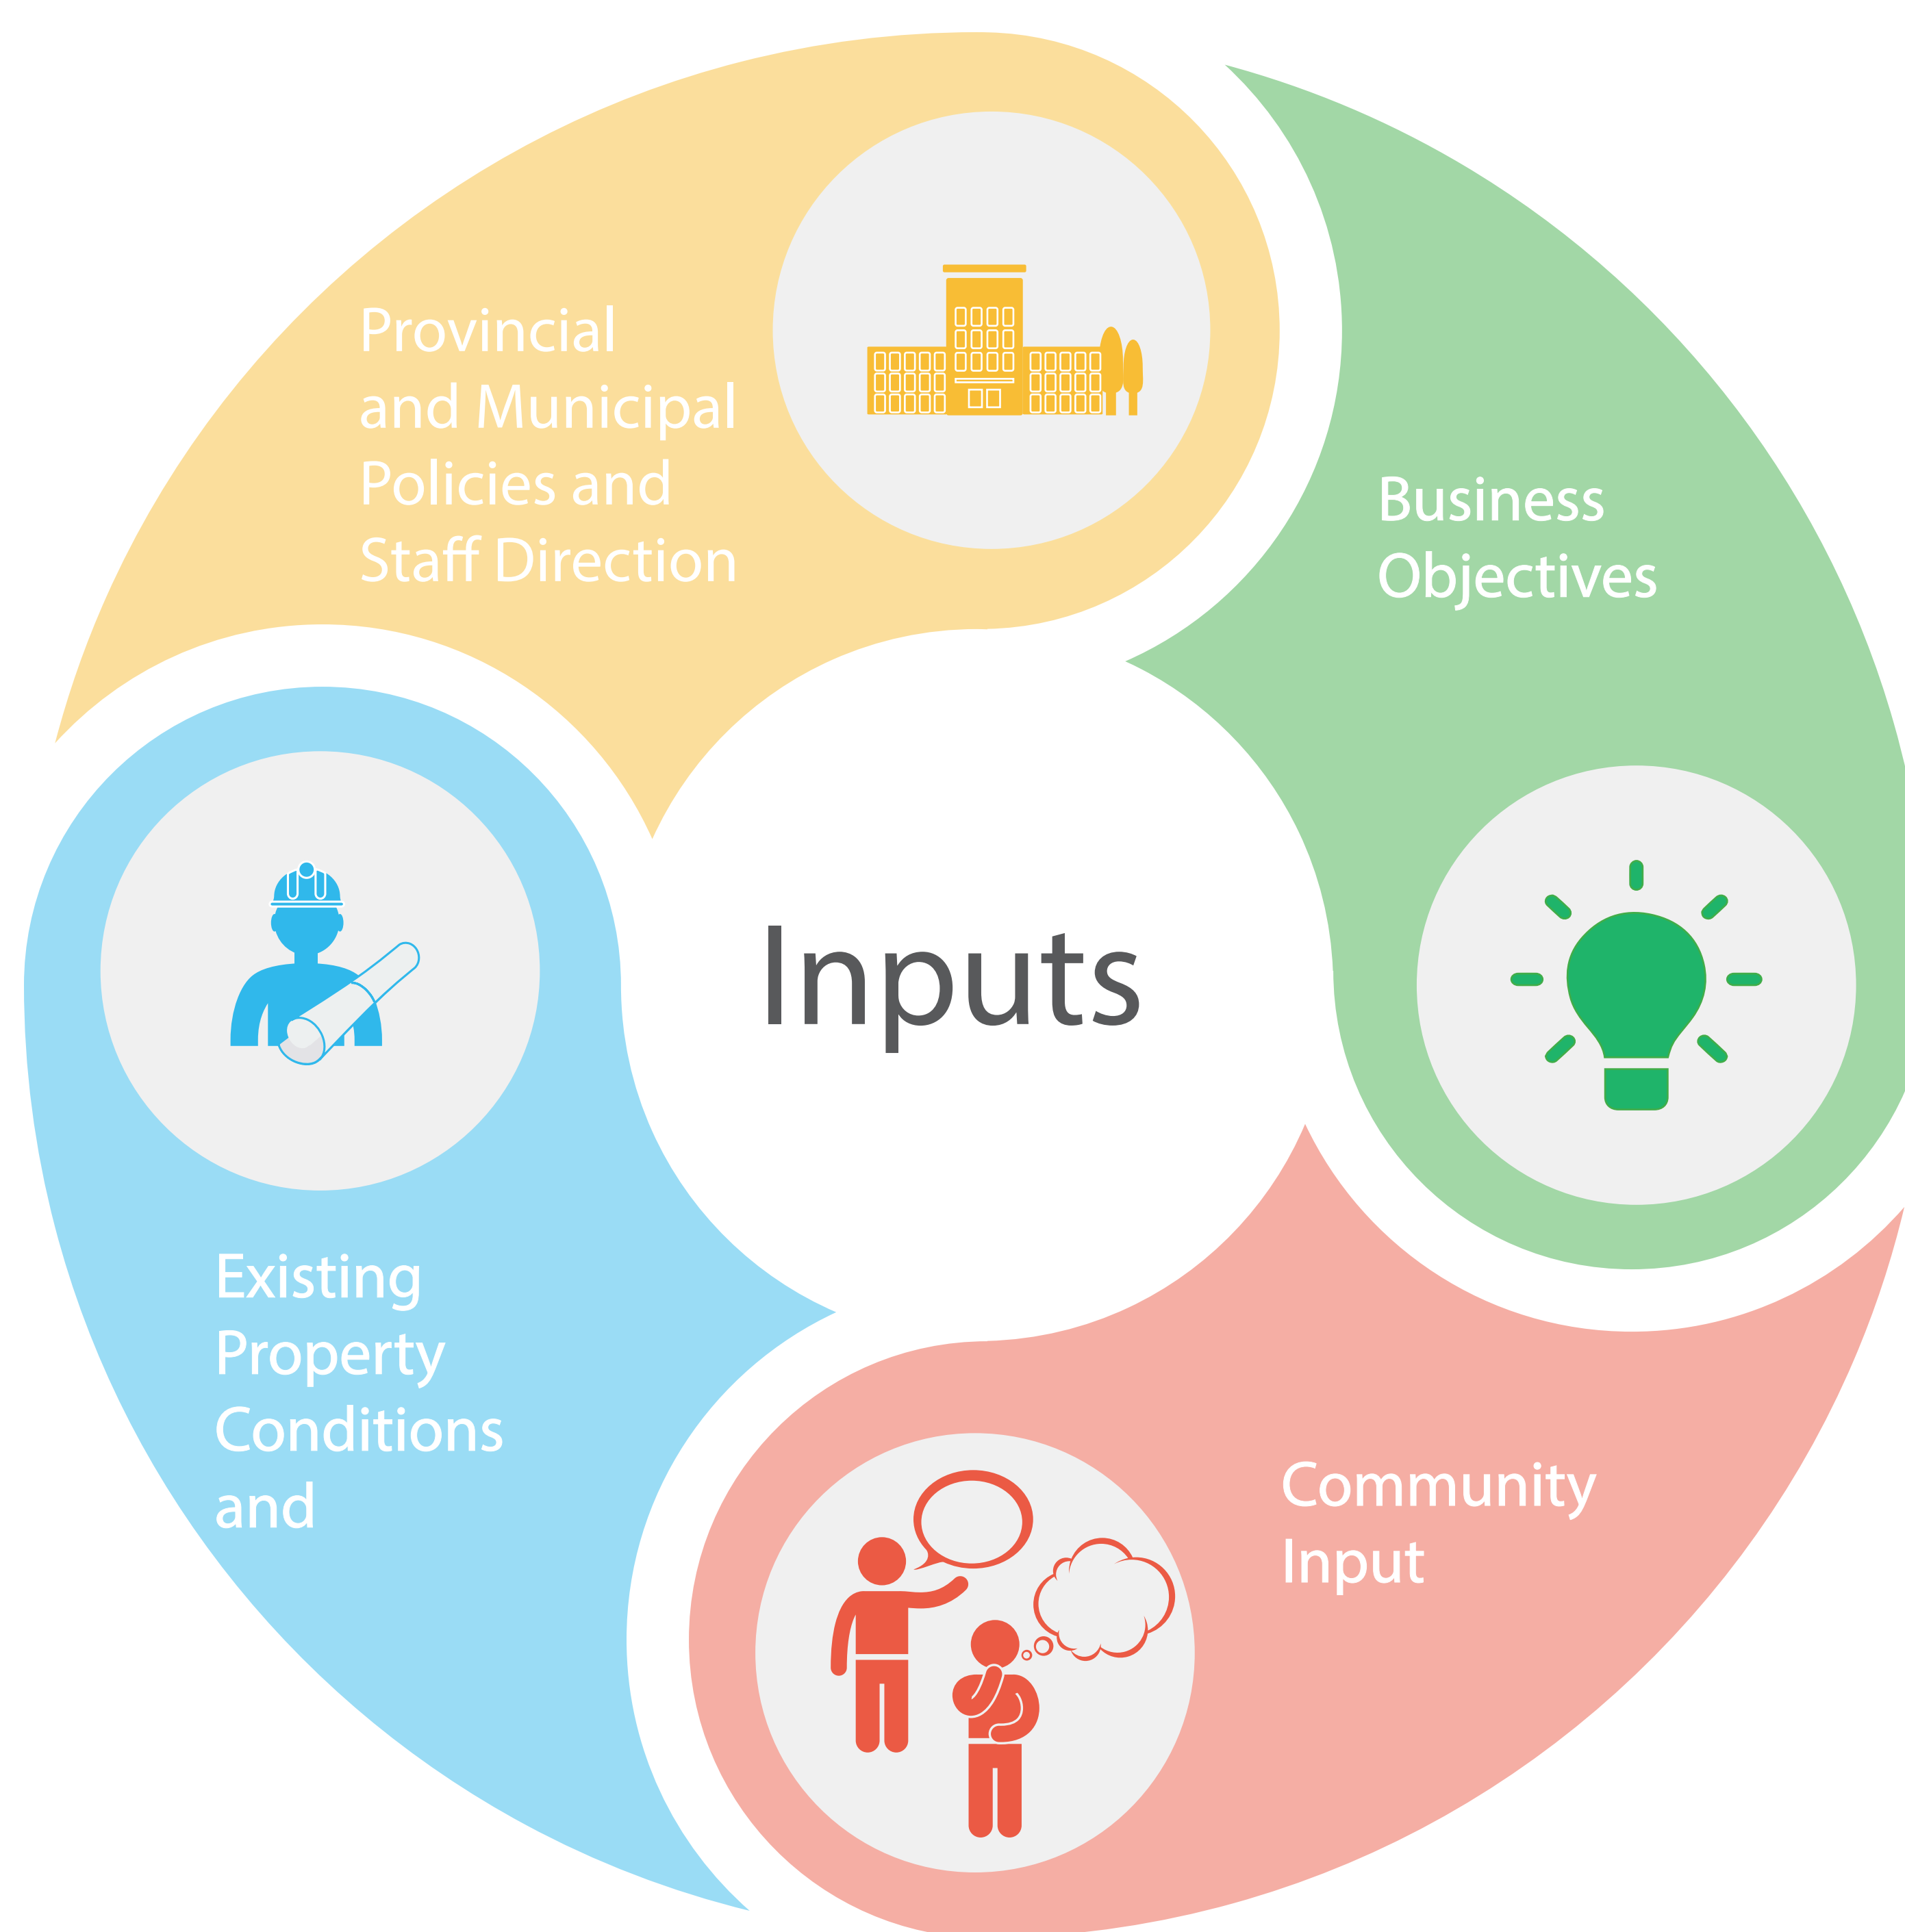 Provincial
and Municipal
Policies and
Staff Direction
Business
Objectives
Inputs
Existing
Property
Conditions
and
Community
Input